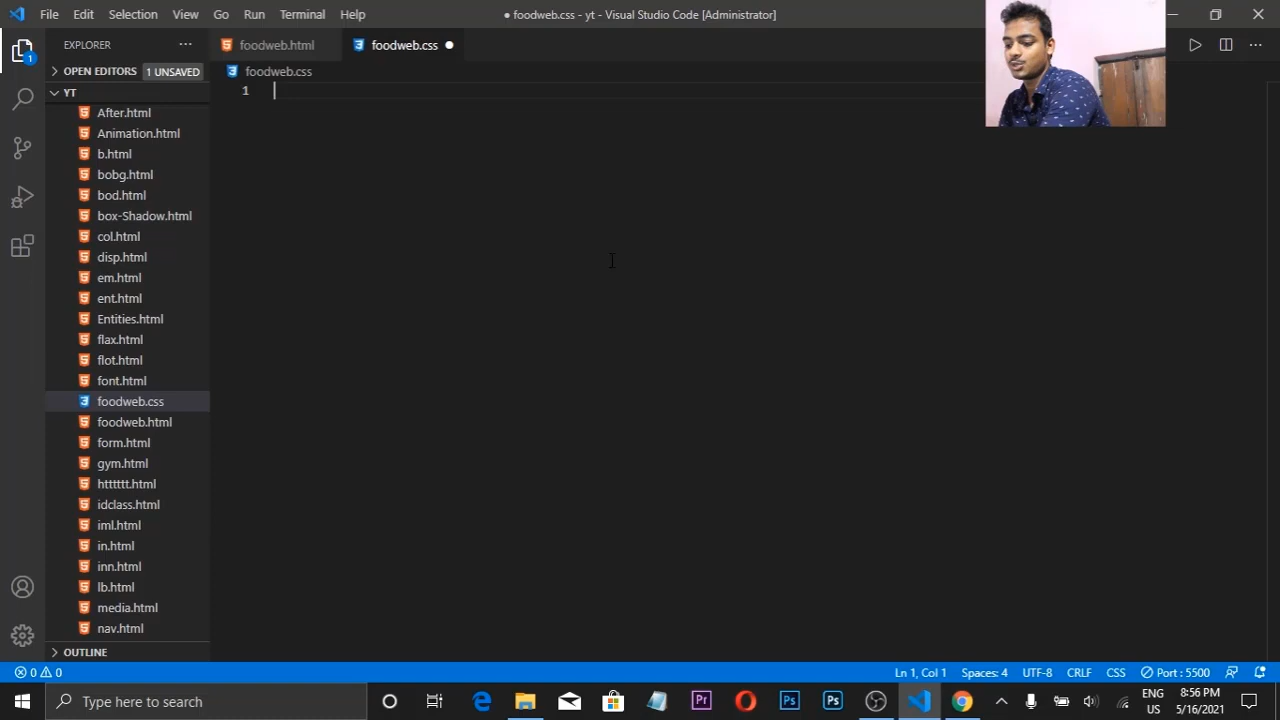 File Edit Selection View Go Run Terminal Help
● foodweb.css - yt - Visual Studio Code [Administrator]
EXPLORER
foodweb.html
foodweb.css
OPEN EDITORS 1 UNSAVED
foodweb.css
YT
1
After.html
Animation.html
b.html
bobg.html
bod.html
box-Shadow.html
col.html
disp.html
em.html
ent.html
Entities.html
flax.html
flot.html
font.html
foodweb.css
foodweb.html
form.html
gym.html
htttttt.html
idclass.html
iml.html
in.html
inn.html
lb.html
media.html
nav.html
OUTLINE
1
0 0
Ln 1, Col 1 Spaces: 4 UTF-8 CRLF CSS Port : 5500
Type here to search
Pr
Ps
Ps
ENG
US
8:56 PM
5/16/2021